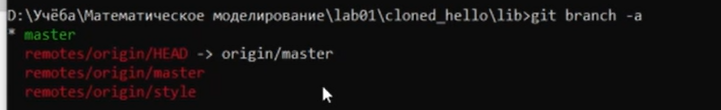 D:\Учёба\Математическое моделирование\lab01\cloned_hello\lib>git branch -a
* master
remotes/origin/HEAD -> origin/master
remotes/origin/master
remotes/origin/style